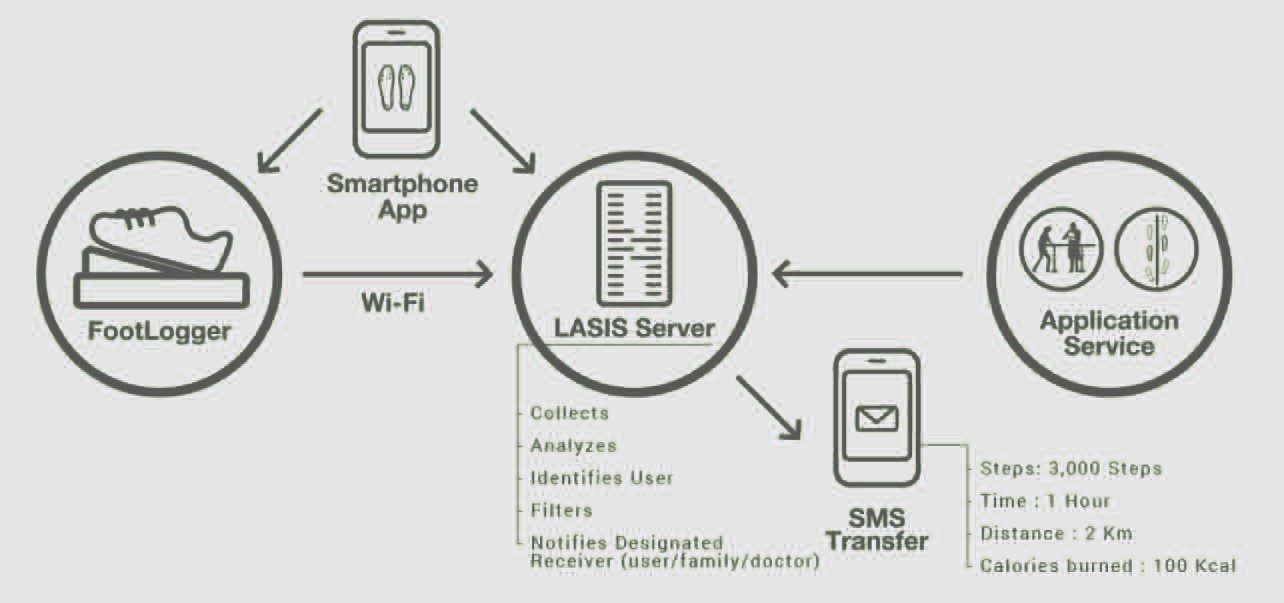 Smartphone
App
FootLogger
Wi-Fi
LASIS Server
Collects
Analyzes
Identifies User
Filters
Notifies Designated
Receiver (user/family/doctor)
Application
Service
SMS
Transfer
Steps: 3,000 Steps
Time : 1 Hour
Distance : 2 Km
Calories burned : 100 Kcal